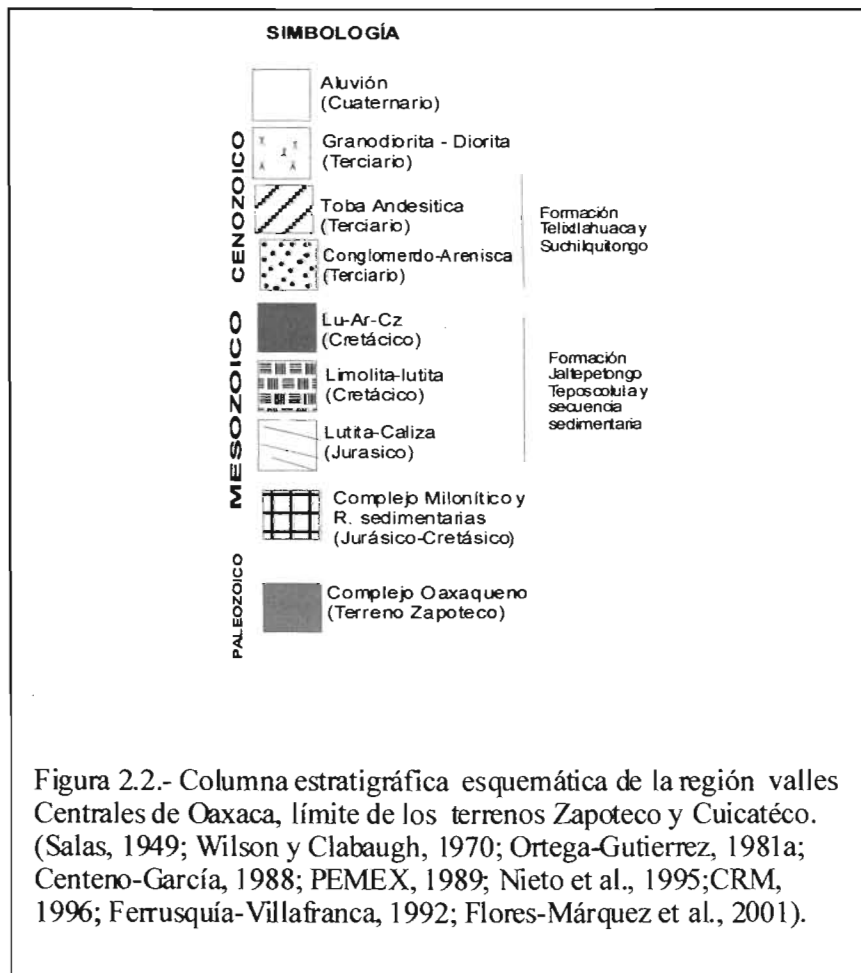 SIMBOLOGÍA
Aluvión
(Cuaternario)
CENOZOICO
Granodiorita - Diorita
(Terciario)
Toba Andesitica
(Terciario)
Conglomerdo-Arenisca
(Terciario)
Formación
Telixtlahuaca y
Suchilquitongo
MESOZOICO
Lu-Ar-Cz
(Cretácico)
Limolita-lutita
(Cretácico)
Lutita-Caliza
(Jurasico)
Formación
Jaltepetongo
Teposcolula y
secuencia
sedimentaria
Complejo Milonítico y
R. sedimentarias
(Jurásico-Cretásico)
PALEOZOICO
Complejo Oaxaqueno
(Terreno Zapoteco)
Figura 2.2.- Columna estratigráfica esquemática de la región valles
Centrales de Oaxaca, límite de los terrenos Zapoteco y Cuicatéco.
(Salas, 1949; Wilson y Clabaugh, 1970; Ortega-Gutierrez, 1981a;
Centeno-García, 1988; PEMEX, 1989; Nieto et al., 1995;CRM,
1996; Ferrusquía-Villafranca, 1992; Flores-Márquez et al., 2001).